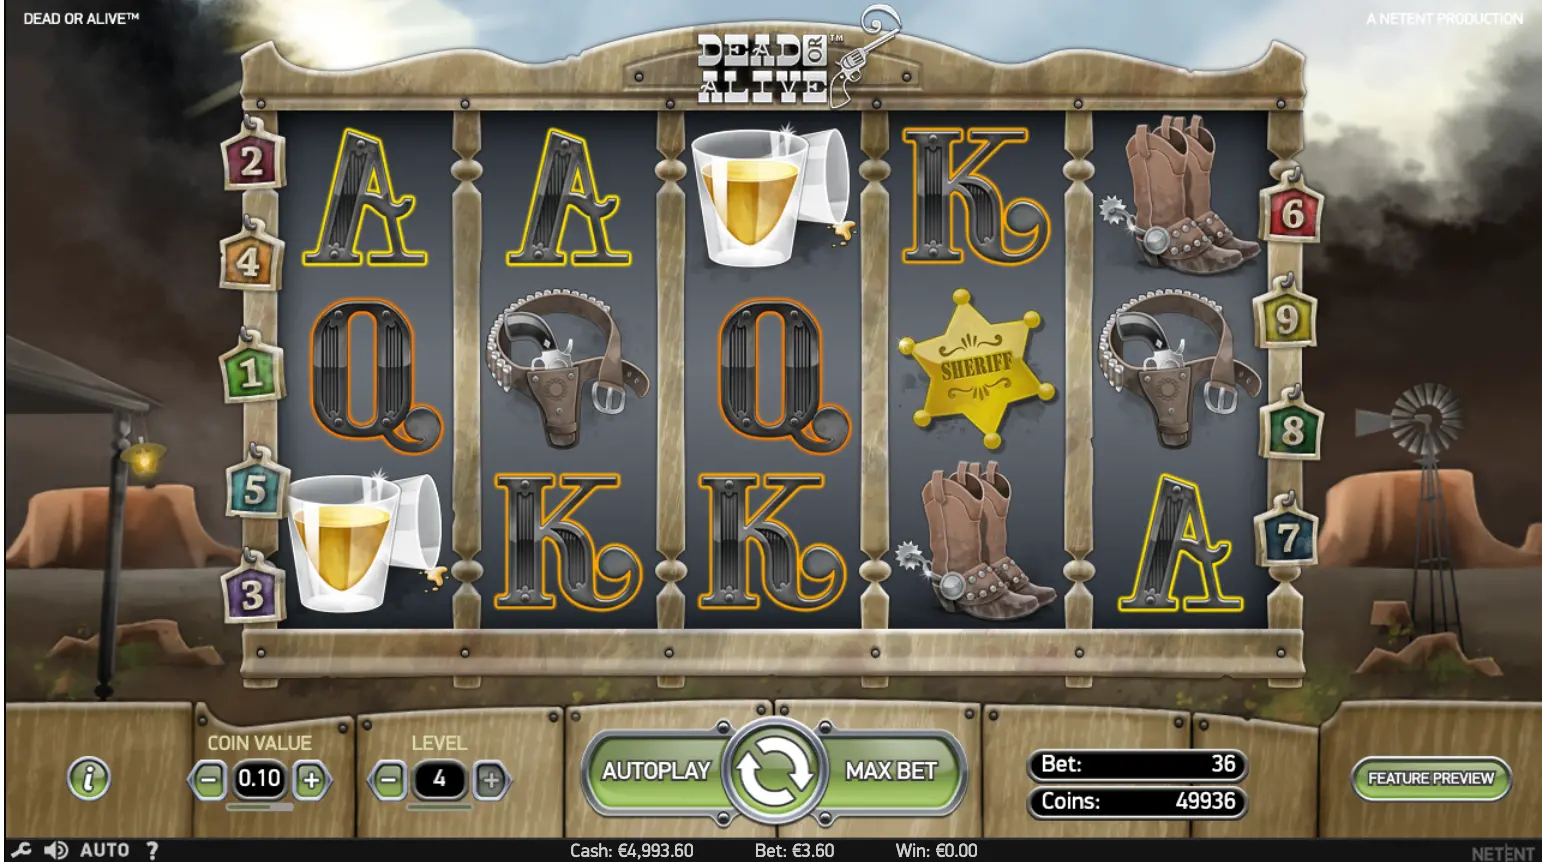 DEAD OR ALIVE™
A NETENT PRODUCTION
DEAD OR ™
ALIVE
2
6
4
9
SHERIFF
1
8
5
7
3
A A K
Q Q
K K A
COIN VALUE
LEVEL
− 0.10 +
− 4 +
AUTOPLAY
MAX BET
Bet: 36
Coins: 49936
i
FEATURE PREVIEW
AUTO ?
Cash: €4,993.60 Bet: €3.60 Win: €0.00
NETENT